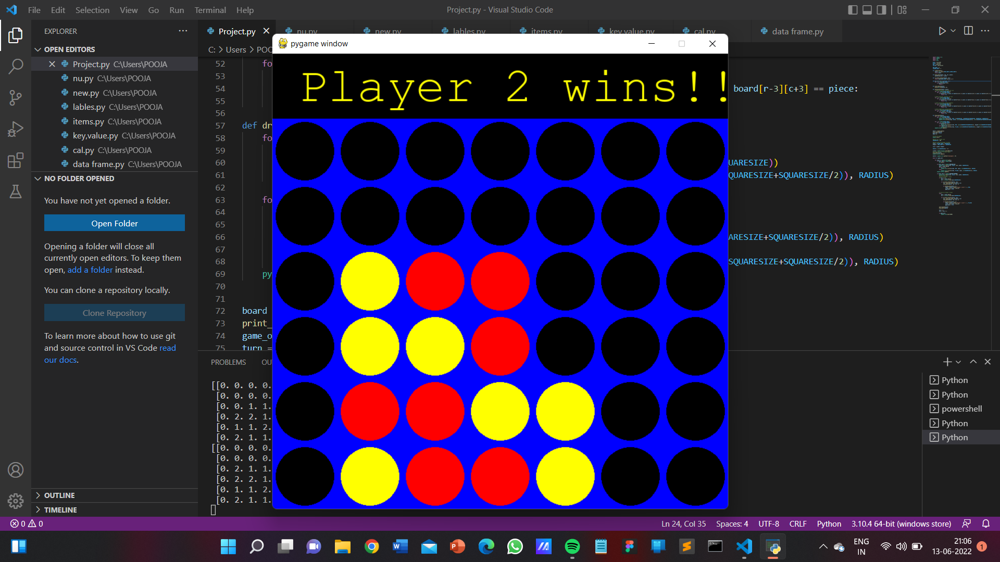 File Edit Selection View Go Run Terminal Help
Project.py - Visual Studio Code
EXPLORER
OPEN EDITORS
Project.py C:\Users\POOJA
nu.py C:\Users\POOJA
new.py C:\Users\POOJA
lables.py C:\Users\POOJA
items.py C:\Users\POOJA
key,value.py C:\Users\POOJA
cal.py C:\Users\POOJA
data frame.py C:\Users\POOJA
NO FOLDER OPENED
You have not yet opened a folder.
Open Folder
Opening a folder will close all
currently open editors. To keep them
open, add a folder instead.
You can clone a repository locally.
Clone Repository
To learn more about how to use git
and source control in VS Code read
our docs.
OUTLINE
TIMELINE
Project.py nu.py new.py lables.py items.py key,value.py cal.py data frame.py
C: > Users > POO
52 fo
53
54 board[r-3][c+3] == piece:
55
56
57 def dr
58 fo
59
60 UARESIZE))
61 QUARESIZE+SQUARESIZE/2)), RADIUS)
62
63 fo
64
65
66 ARESIZE+SQUARESIZE/2)), RADIUS)
67
68 SQUARESIZE+SQUARESIZE/2)), RADIUS)
69 py
70
71
72 board
73 print_
74 game_o
75 turn =
pygame window
Player 2 wins!!
PROBLEMS OU
[[0. 0. 0. 0.
[0. 0. 0. 0.
[0. 0. 1. 1.
[0. 2. 2. 1.
[0. 1. 1. 2.
[0. 2. 1. 1.
[[0. 0. 0. 0.
[0. 0. 0. 0.
[0. 2. 1. 1.
[0. 2. 2. 1.
[0. 1. 1. 2.
[0. 2. 1. 1.
Python
Python
powershell
Python
Python
0 0
Ln 24, Col 35 Spaces: 4 UTF-8 CRLF Python 3.10.4 64-bit (windows store)
ENG
IN
21:06
13-06-2022
1